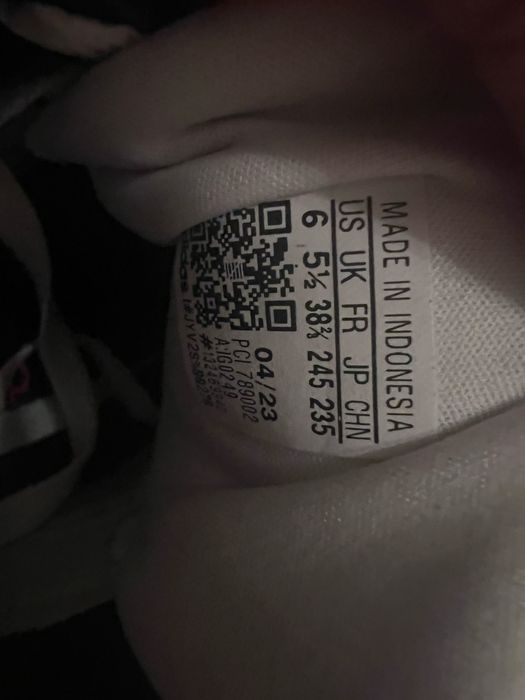 MADE IN INDONESIA
US UK FR JP CHN
6 5½ 38⅔ 245 235
04/23
PCI 789002
adidas